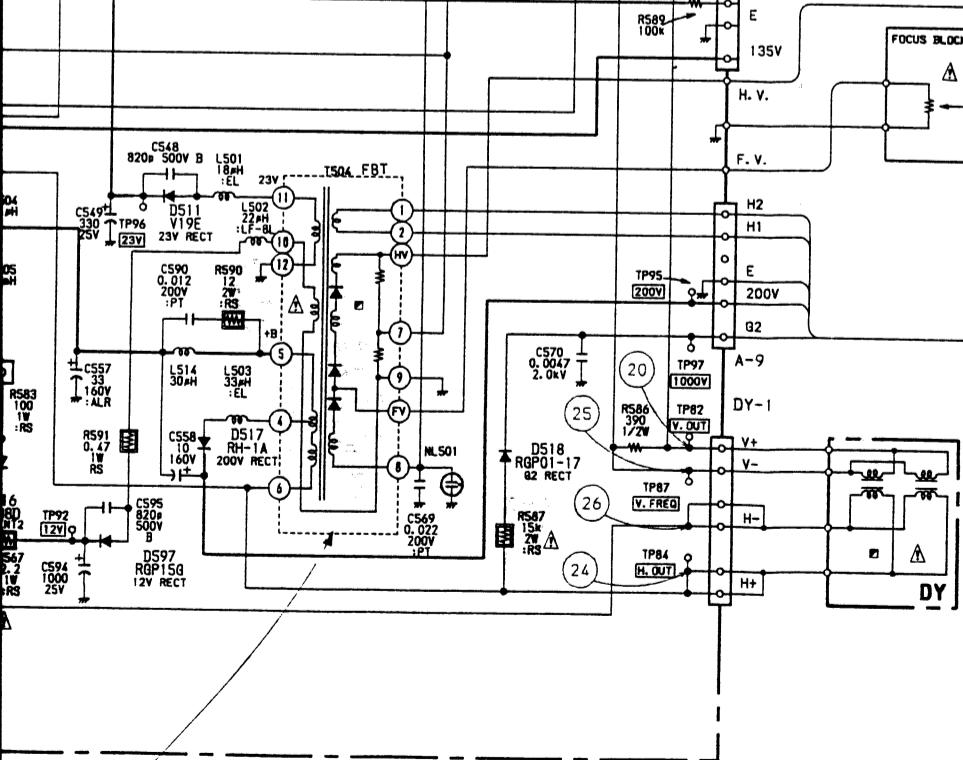 R589
100k
E
135V
FOCUS BLOC
H.V.
F.V.
C548
820p 500V B
L501
18µH
:EL
T504 FBT
23V
11
1
2
HV
10
12
7
5
9
4
FV
8
6
+B
C549
330
25V
TP96
23V
D511
V19E
23V RECT
L502
22µH
:LF-8L
H2
H1
E
200V
G2
TP95
200V
C590
0.012
200V
:PT
R590
12
2W
:RS
L514
30µH
L503
33µH
:EL
C557
33
160V
:ALR
C570
0.0047
2.0kV
TP97
1000V
A-9
DY-1
20
25
R586
390
1/2W
TP82
V.OUT
V+
V-
R583
100
1W
:RS
R591
0.47
1W
RS
C558
10
160V
D517
RH-1A
200V RECT
NL501
D518
RGP01-17
G2 RECT
26
TP87
V.FREQ
H-
TP92
12V
C595
820p
500V
B
C569
0.022
200V
:PT
R587
15k
2W
:RS
D597
RGP15G
12V RECT
C594
1000
25V
24
TP84
H.OUT
H+
DY